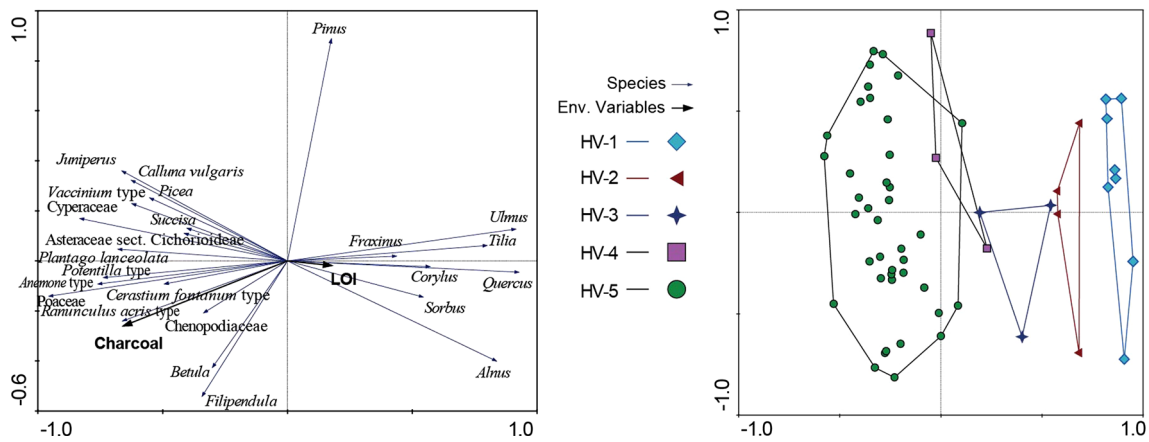 1.0
Pinus
Juniperus
Calluna vulgaris
Vaccinium type
Picea
Cyperaceae
Succisa
Asteraceae sect. Cichorioideae
Plantago lanceolata
Potentilla type
Anemone type
Cerastium fontanum type
Poaceae
Ranunculus acris type
Chenopodiaceae
Charcoal
Betula
Filipendula
Fraxinus
Ulmus
Tilia
LOI
Corylus
Quercus
Sorbus
Alnus
-0.6
-1.0
1.0
Species
Env. Variables
HV-1
HV-2
HV-3
HV-4
HV-5
1.0
-1.0
-1.0
1.0